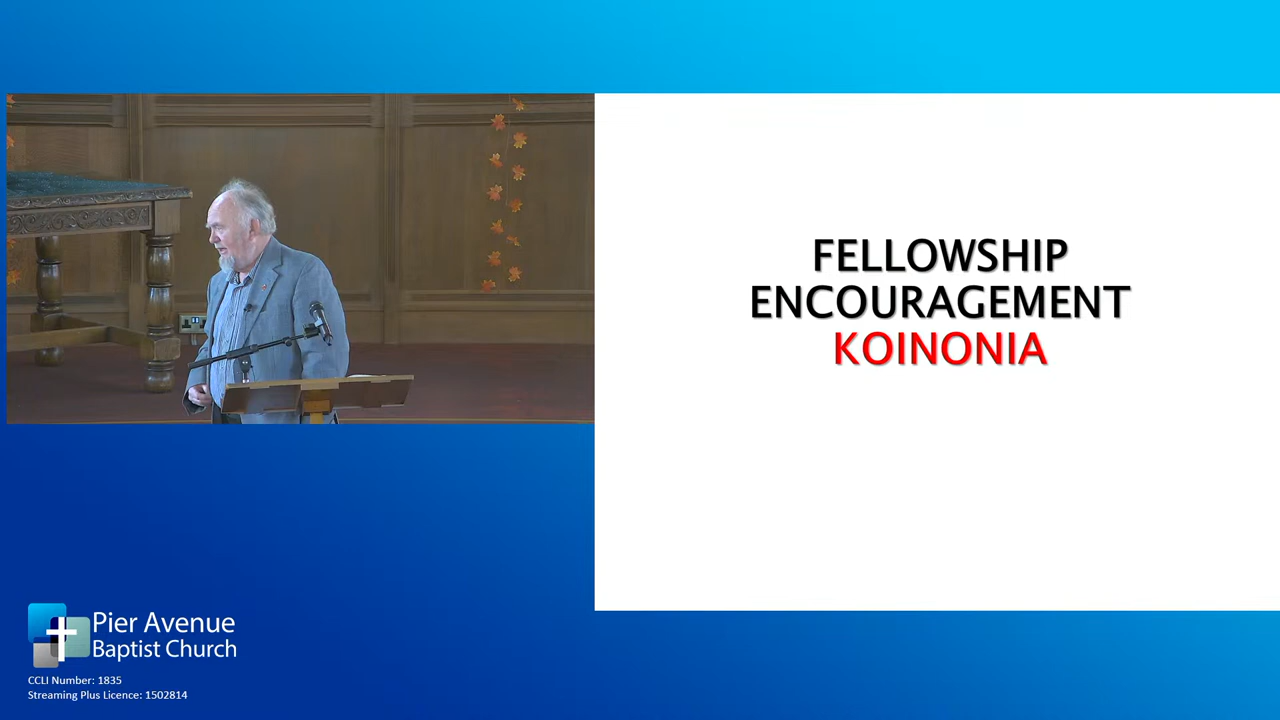 FELLOWSHIP
ENCOURAGEMENT
KOINONIA
Pier Avenue
Baptist Church
CCLI Number: 1835
Streaming Plus Licence: 1502814